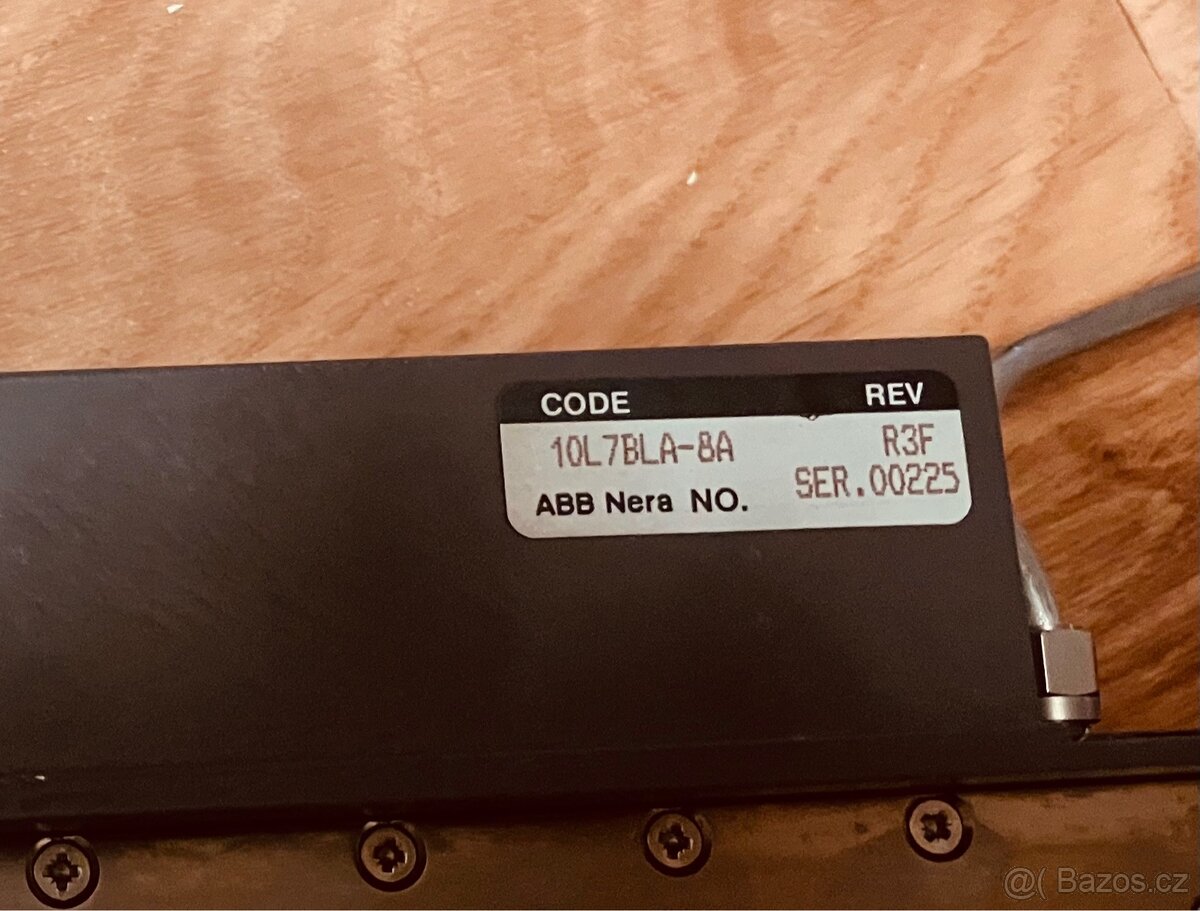 CODE REV
10L7BLA-8A R3F
SER.00225
ABB Nera NO.
@( Bazos.cz